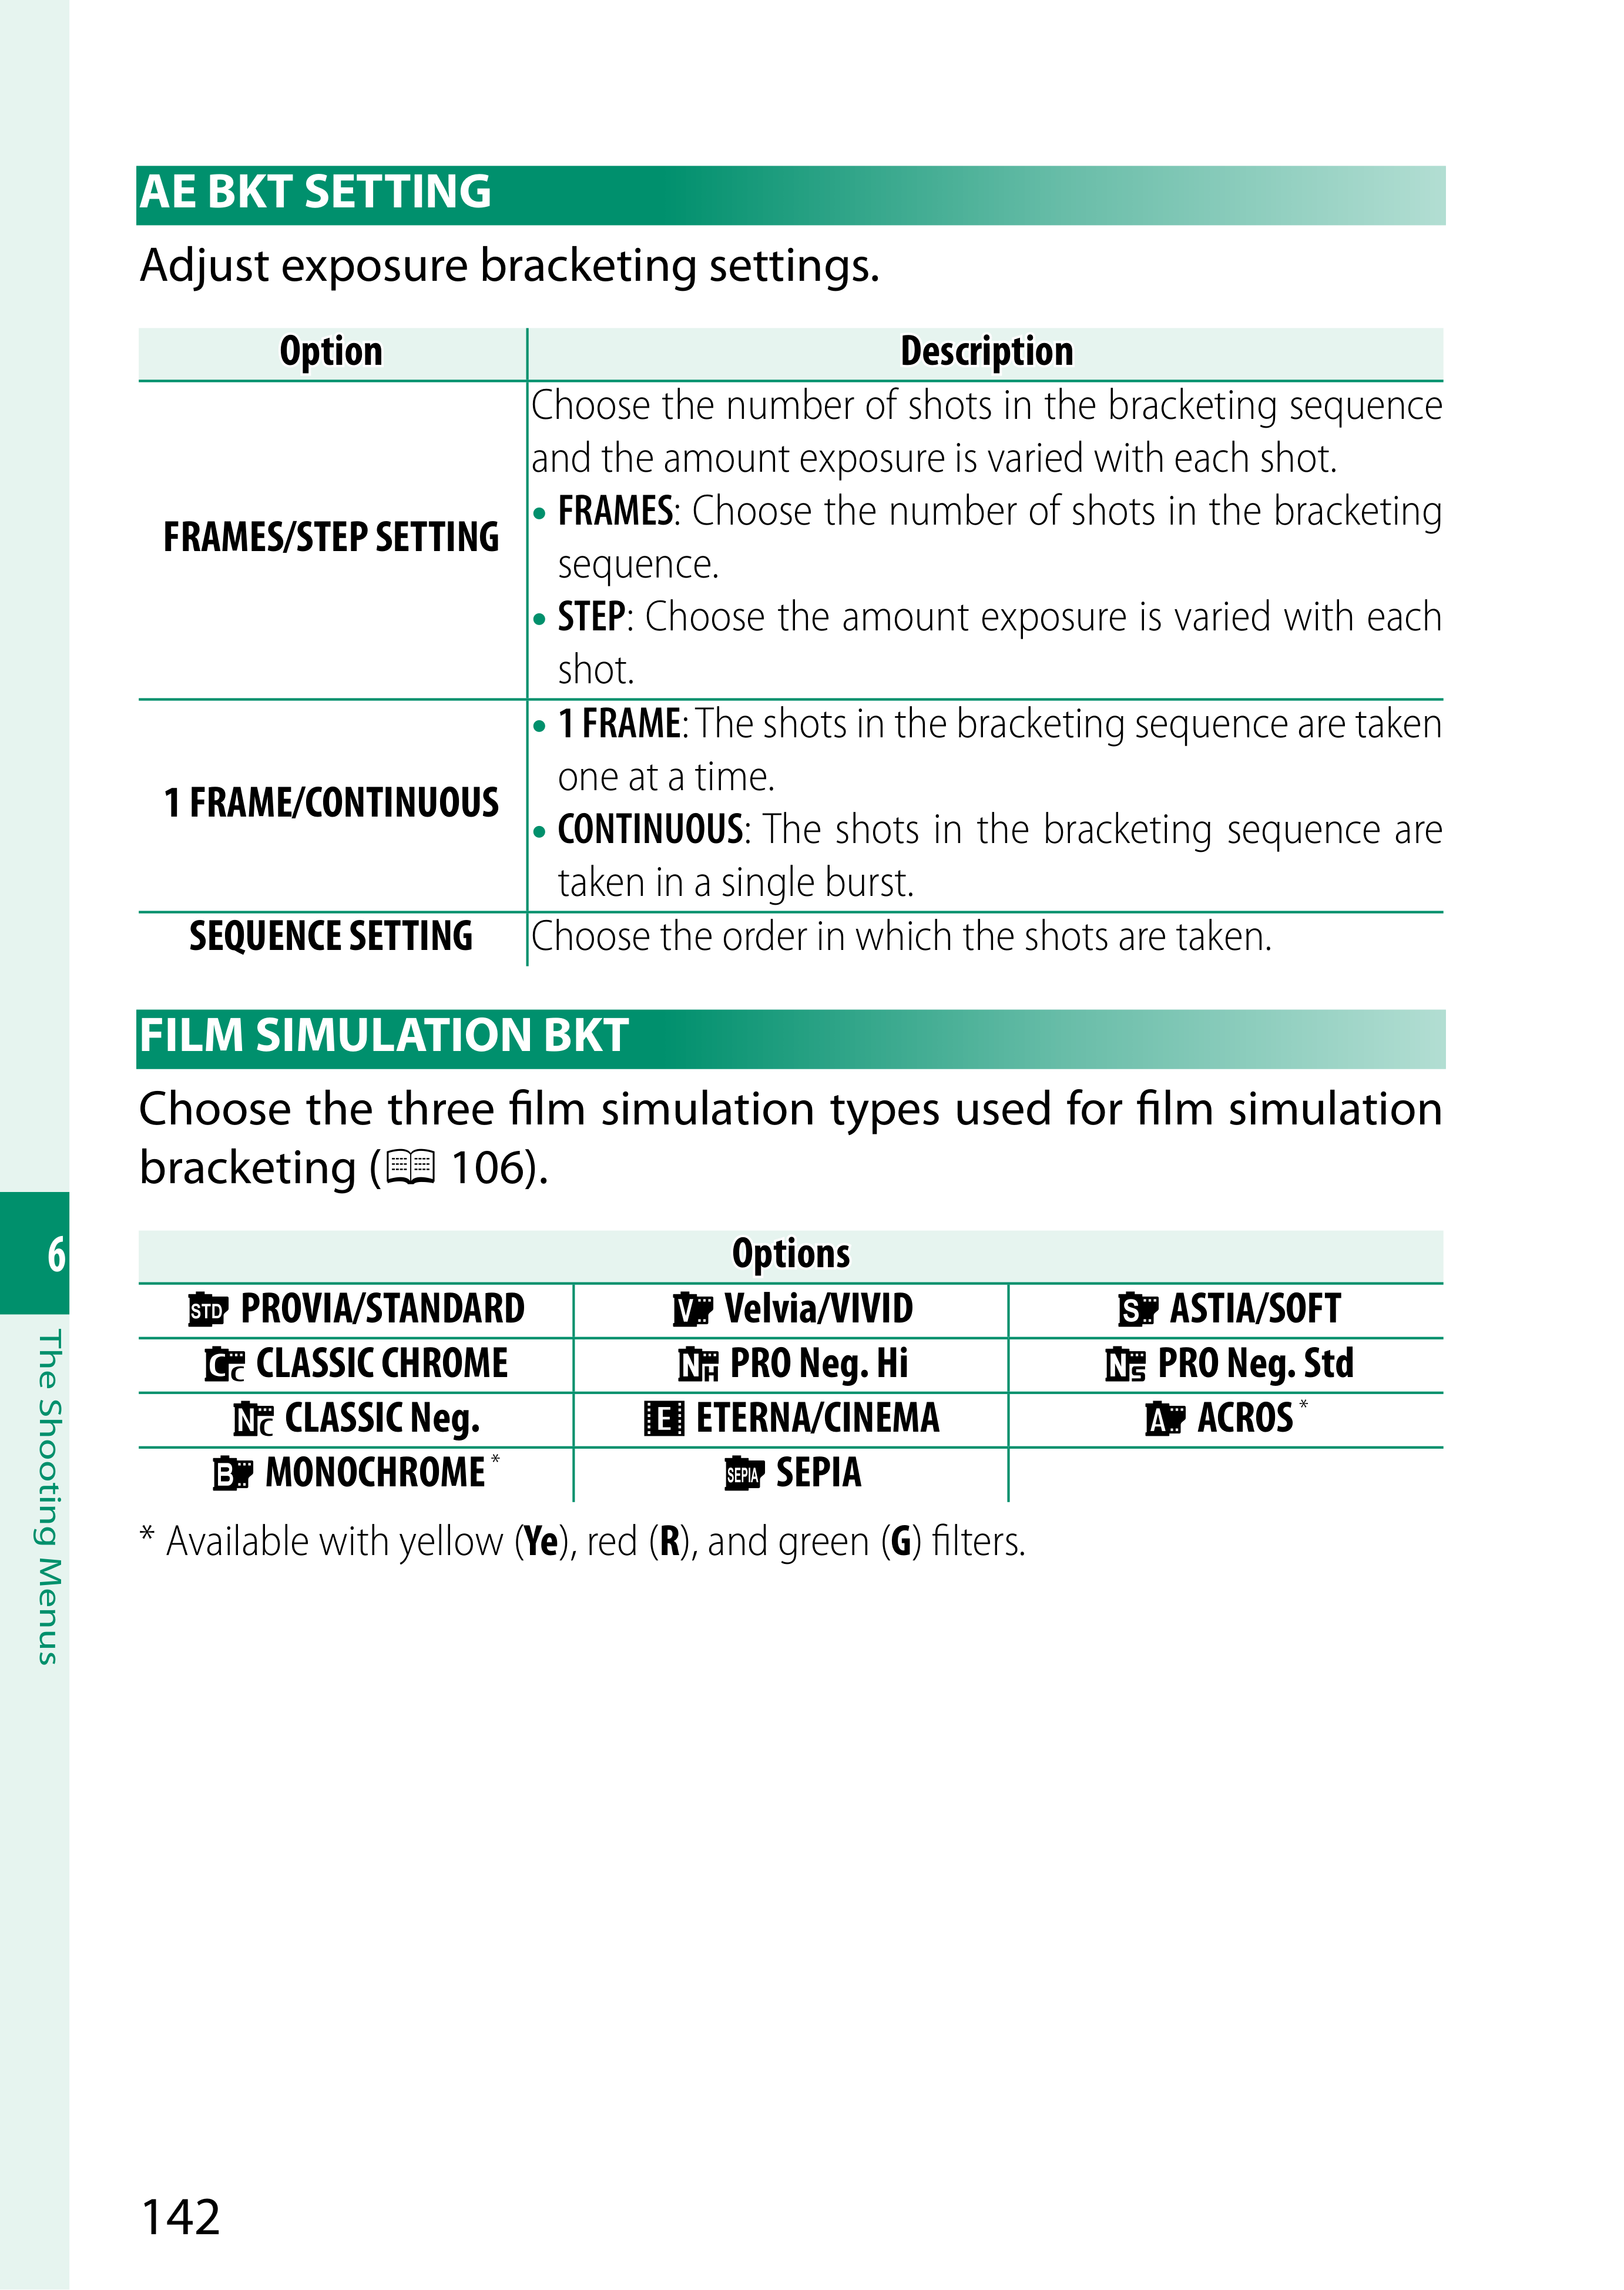 AE BKT SETTING
Adjust exposure bracketing settings.
Option Description
FRAMES/STEP SETTING
Choose the number of shots in the bracketing sequence
and the amount exposure is varied with each shot.
• FRAMES: Choose the number of shots in the bracketing
sequence.
• STEP: Choose the amount exposure is varied with each
shot.
1 FRAME/CONTINUOUS
• 1 FRAME: The shots in the bracketing sequence are taken
one at a time.
• CONTINUOUS: The shots in the bracketing sequence are
taken in a single burst.
SEQUENCE SETTING Choose the order in which the shots are taken.
FILM SIMULATION BKT
Choose the three film simulation types used for film simulation
bracketing (106).
Options
STD PROVIA/STANDARD V Velvia/VIVID S ASTIA/SOFT
Cc CLASSIC CHROME NH PRO Neg. Hi NS PRO Neg. Std
NC CLASSIC Neg. E ETERNA/CINEMA A ACROS*
B MONOCHROME* SEPIA SEPIA
* Available with yellow (Ye), red (R), and green (G) filters.
6
The Shooting Menus
142